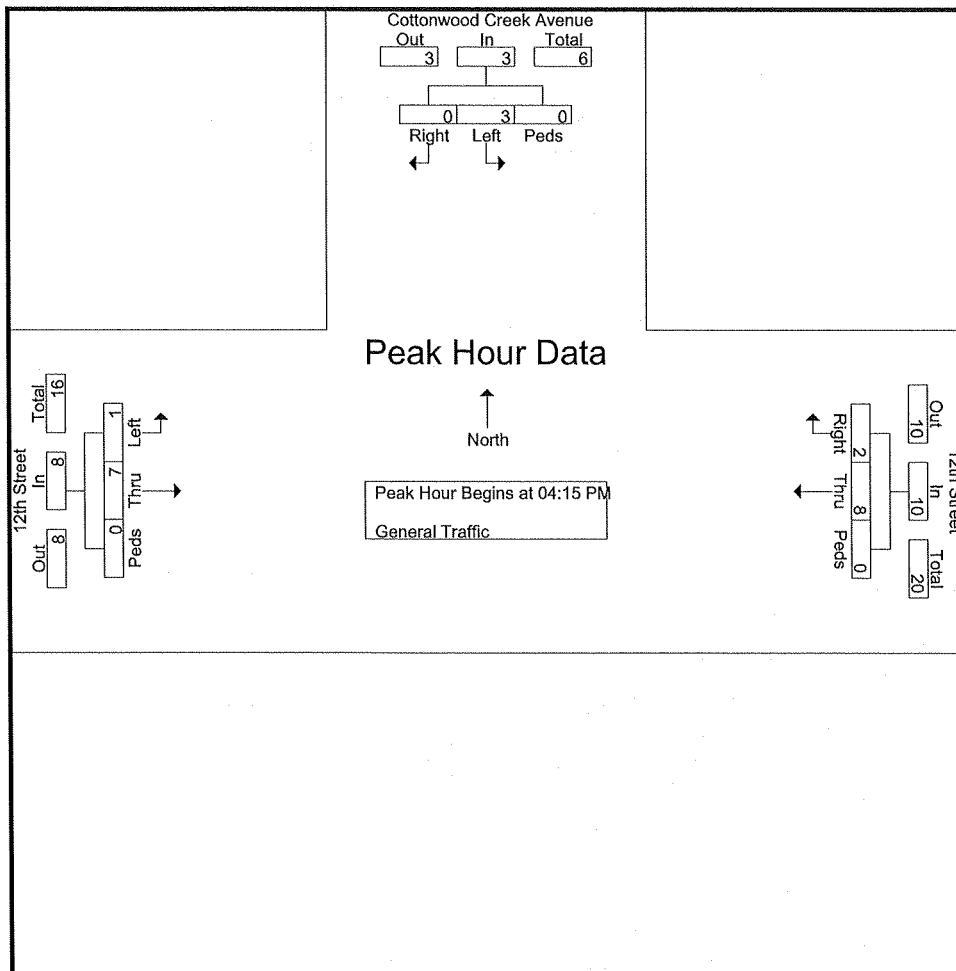 Cottonwood Creek Avenue
Out In Total
3 3 6
0 3 0
Right Left Peds
Peak Hour Data
North
Peak Hour Begins at 04:15 PM
General Traffic
12th Street
Total In Out
16 8 8
1 7 0
Left Thru Peds
Right Thru Peds
2 8 0
Out In Total
10 10 20
12th Street